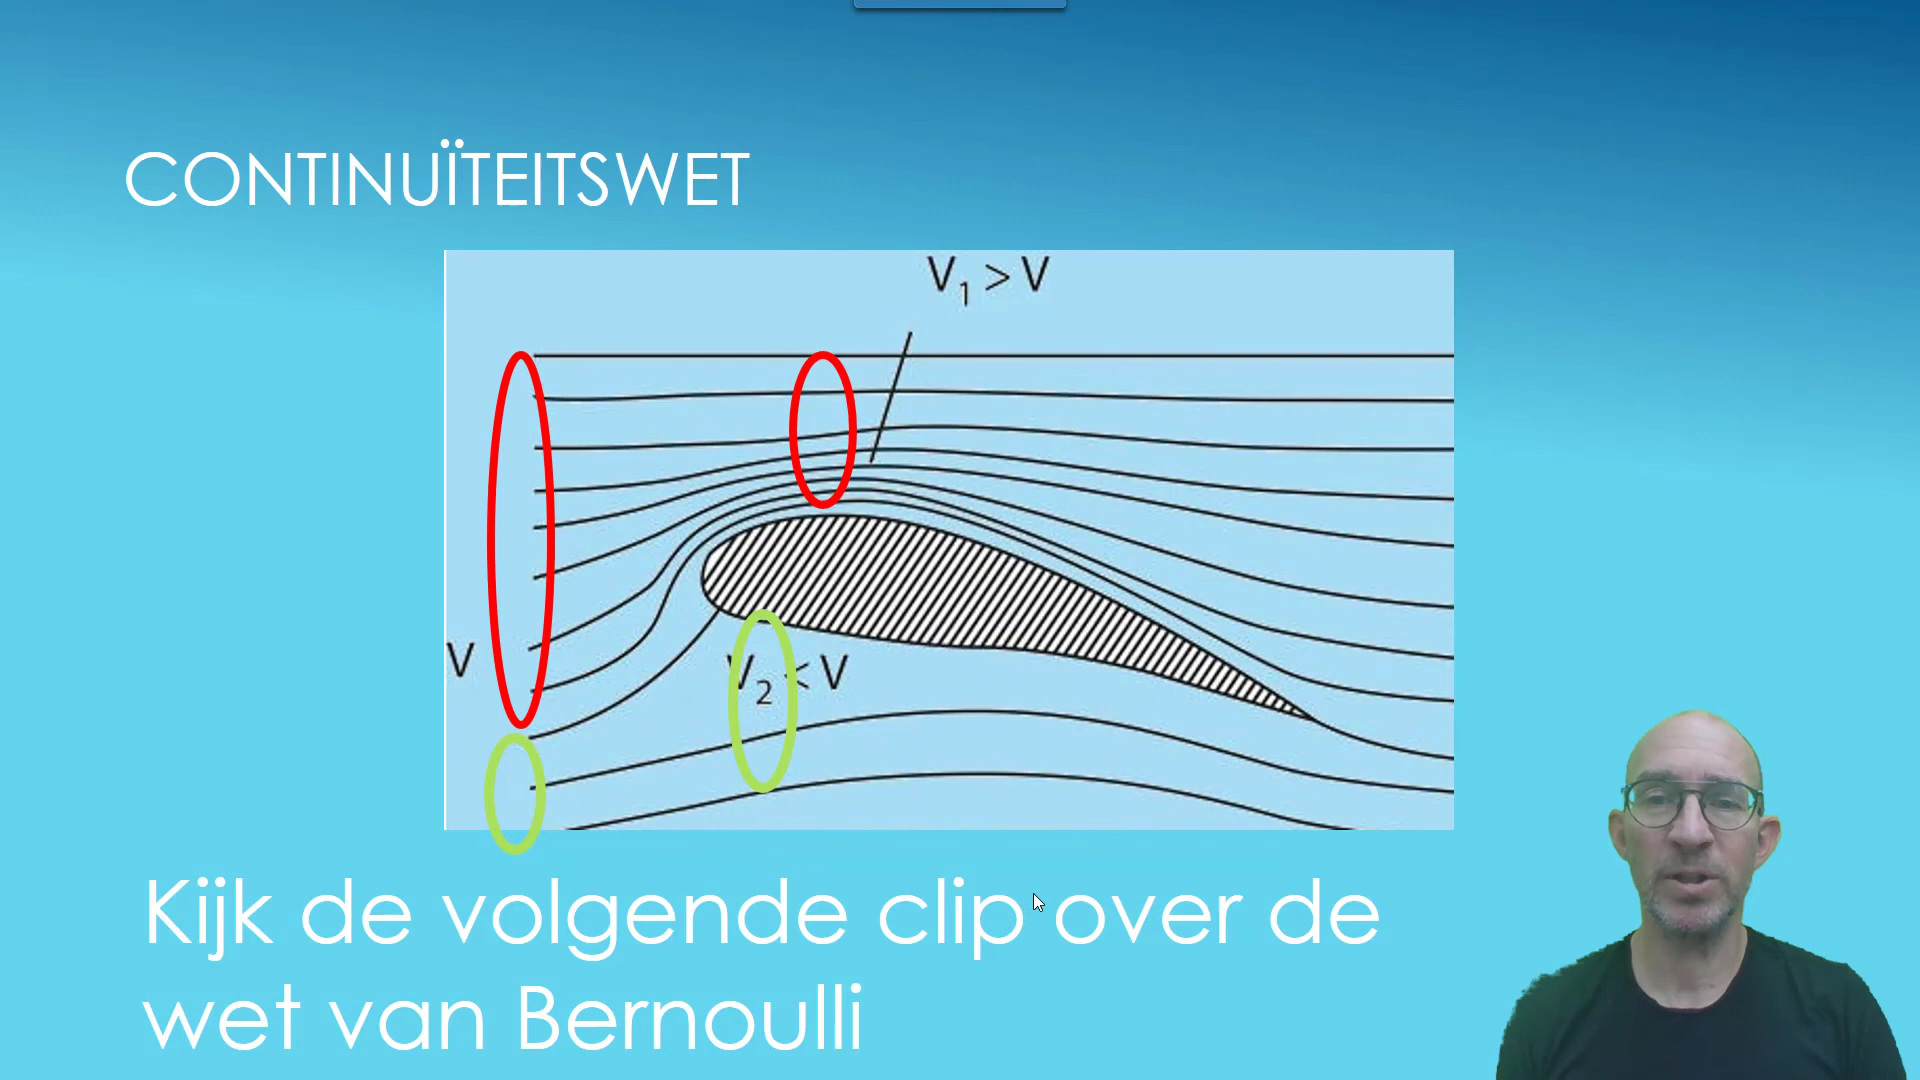 CONTINUÏTEITSWET
V₁ > V
V
V₂ < V
Kijk de volgende clip over de
wet van Bernoulli